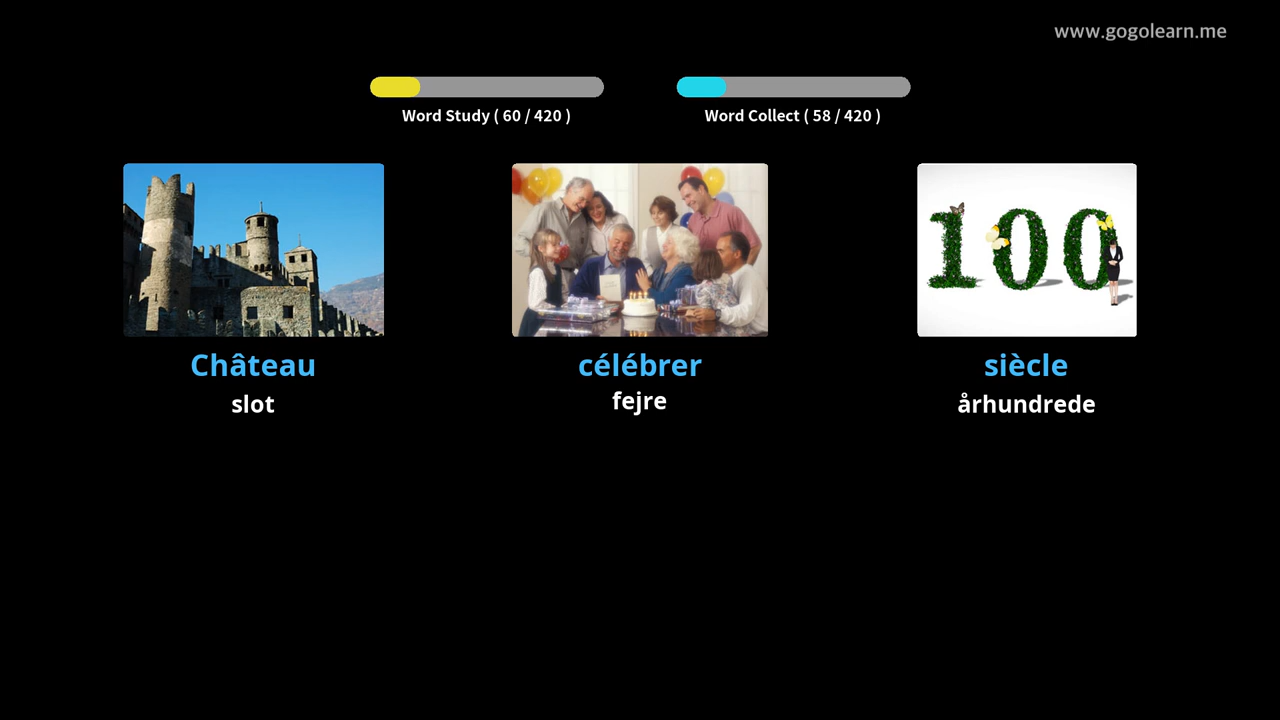 www.gogolearn.me
Word Study ( 60 / 420 )
Word Collect ( 58 / 420 )
100
Château
célébrer
siècle
slot
fejre
århundrede